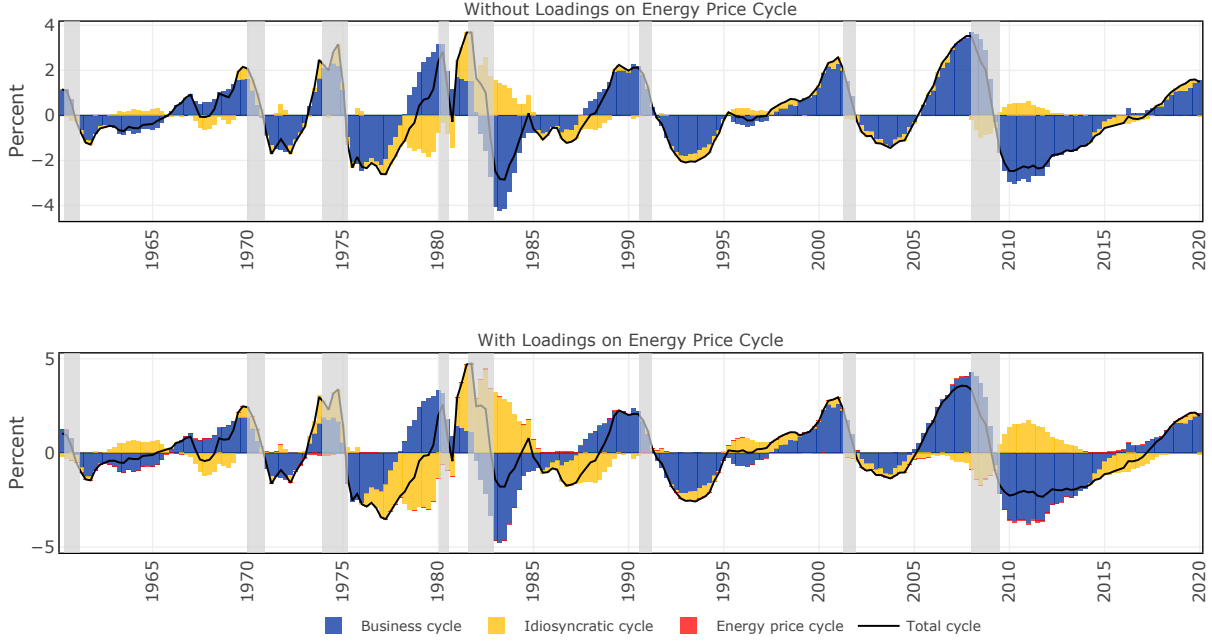 Without Loadings on Energy Price Cycle
4
2
0
−2
−4
Percent
1965 1970 1975 1980 1985 1990 1995 2000 2005 2010 2015 2020
With Loadings on Energy Price Cycle
5
0
−5
Percent
1965 1970 1975 1980 1985 1990 1995 2000 2005 2010 2015 2020
Business cycle Idiosyncratic cycle Energy price cycle Total cycle